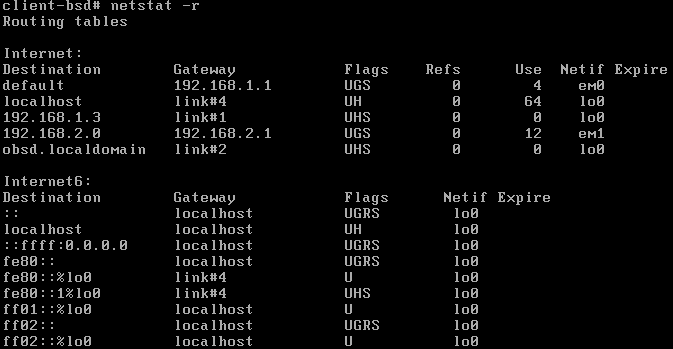 client-bsd# netstat -r
Routing tables

Internet:
Destination        Gateway            Flags    Refs      Use  Netif Expire
default            192.168.1.1        UGS         0        4    em0
localhost          link#4             UH          0       64    lo0
192.168.1.3        link#1             UHS         0        0    lo0
192.168.2.0        192.168.2.1        UGS         0       12    em1
obsd.localdomain   link#2             UHS         0        0    lo0

Internet6:
Destination        Gateway            Flags      Netif Expire
::                 localhost          UGRS        lo0
localhost          localhost          UH          lo0
::ffff:0.0.0.0     localhost          UGRS        lo0
fe80::             localhost          UGRS        lo0
fe80::%lo0         link#4             U           lo0
fe80::1%lo0        link#4             UHS         lo0
ff01::%lo0         localhost          U           lo0
ff02::             localhost          UGRS        lo0
ff02::%lo0         localhost          U           lo0